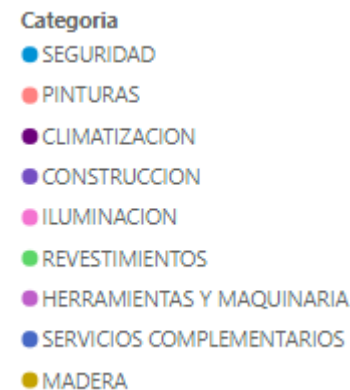 Categoria
SEGURIDAD
PINTURAS
CLIMATIZACION
CONSTRUCCION
ILUMINACION
REVESTIMIENTOS
HERRAMIENTAS Y MAQUINARIA
SERVICIOS COMPLEMENTARIOS
MADERA